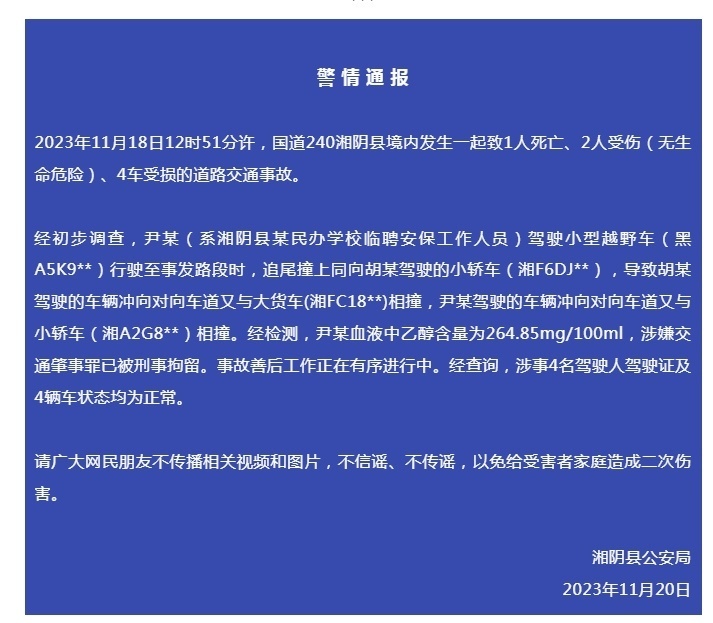 警情通报
2023年11月18日12时51分许，国道240湘阴县境内发生一起致1人死亡、2人受伤（无生
命危险）、4车受损的道路交通事故。
经初步调查，尹某（系湘阴县某民办学校临聘安保工作人员）驾驶小型越野车（黑
A5K9**）行驶至事发路段时，追尾撞上同向胡某驾驶的小轿车（湘F6DJ**），导致胡某
驾驶的车辆冲向对向车道又与大货车(湘FC18**)相撞，尹某驾驶的车辆冲向对向车道又与
小轿车（湘A2G8**）相撞。经检测，尹某血液中乙醇含量为264.85mg/100ml，涉嫌交
通肇事罪已被刑事拘留。事故善后工作正在有序进行中。经查询，涉事4名驾驶人驾驶证及
4辆车状态均为正常。
请广大网民朋友不传播相关视频和图片，不信谣、不传谣，以免给受害者家庭造成二次伤
害。
湘阴县公安局
2023年11月20日